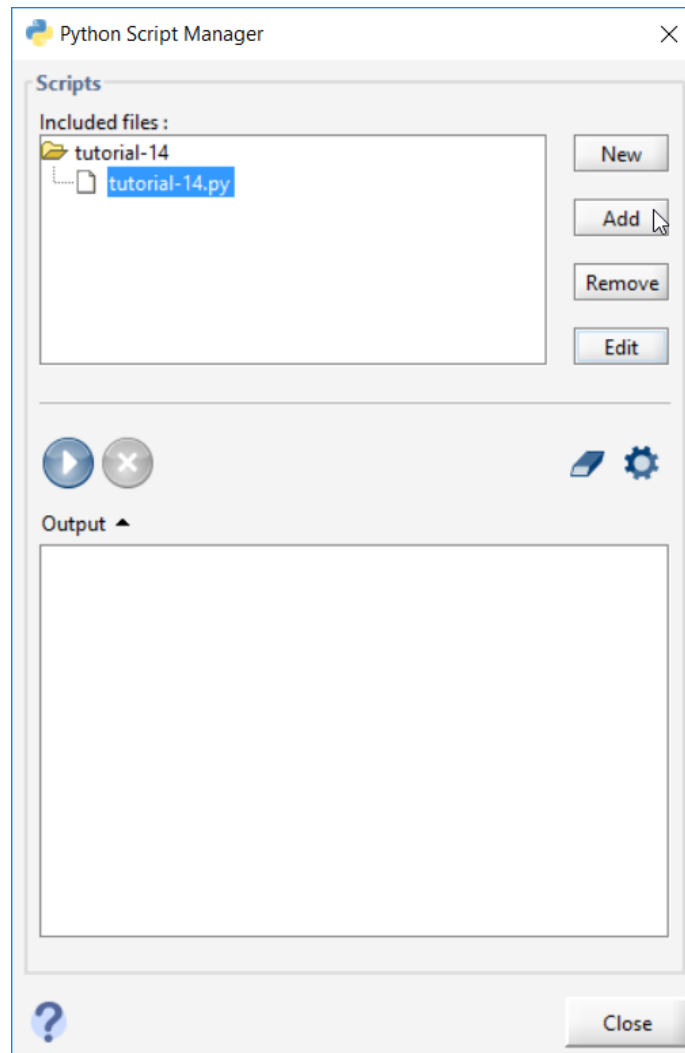 Python Script Manager
Scripts
Included files :
tutorial-14
tutorial-14.py
New
Add
Remove
Edit
Output
Close